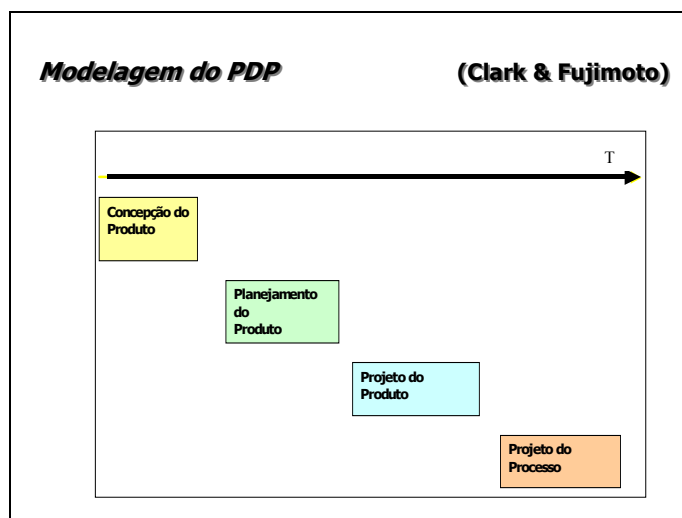 Modelagem do PDP (Clark & Fujimoto)
T
Concepção do
Produto
Planejamento
do
Produto
Projeto do
Produto
Projeto do
Processo